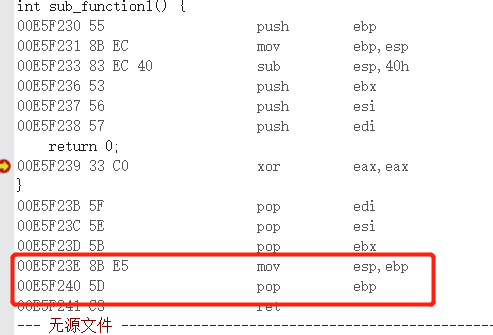 int sub_function1() {
00E5F230 55 push ebp
00E5F231 8B EC mov ebp,esp
00E5F233 83 EC 40 sub esp,40h
00E5F236 53 push ebx
00E5F237 56 push esi
00E5F238 57 push edi
return 0;
00E5F239 33 C0 xor eax,eax
}
00E5F23B 5F pop edi
00E5F23C 5E pop esi
00E5F23D 5B pop ebx
00E5F23E 8B E5 mov esp,ebp
00E5F240 5D pop ebp
00E5F241 C3 ret
--- 无源文件 -----------------------------------------------